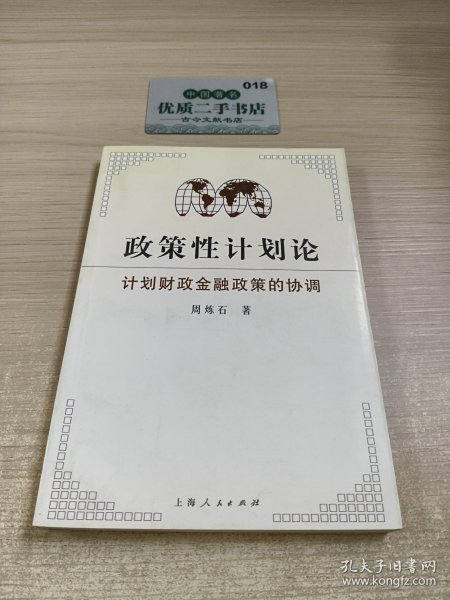 018
中国著名
优质二手书店
古今文献书店
政策性计划论
计划财政金融政策的协调
周炼石 著
上海人民出版社
孔夫子旧书网
www.kongfz.com